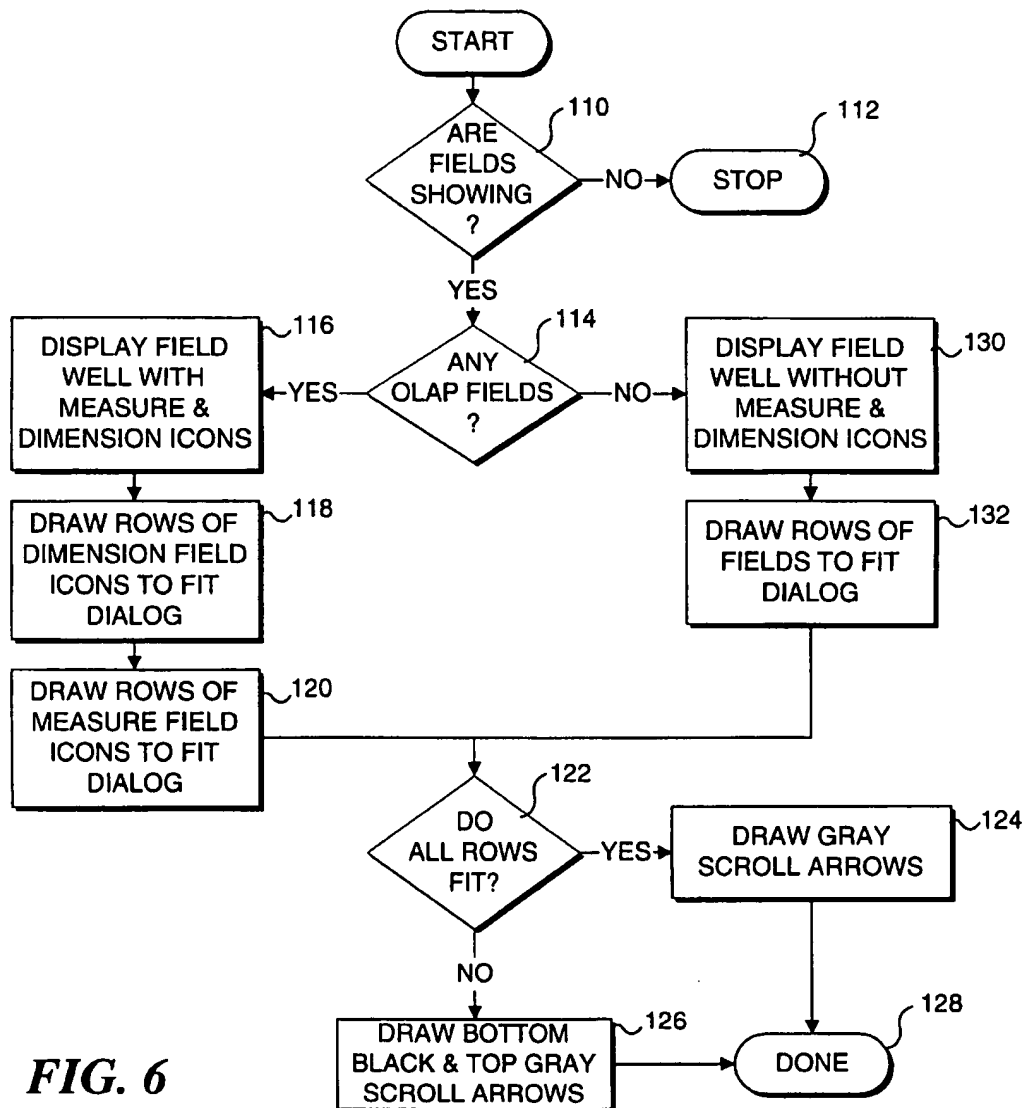 START
110
ARE
FIELDS
SHOWING
?
NO
112
STOP
YES
114
ANY
OLAP FIELDS
?
YES
NO
116
DISPLAY FIELD
WELL WITH
MEASURE &
DIMENSION ICONS
130
DISPLAY FIELD
WELL WITHOUT
MEASURE &
DIMENSION ICONS
118
DRAW ROWS OF
DIMENSION FIELD
ICONS TO FIT
DIALOG
132
DRAW ROWS OF
FIELDS TO FIT
DIALOG
120
DRAW ROWS OF
MEASURE FIELD
ICONS TO FIT
DIALOG
122
DO
ALL ROWS
FIT?
YES
124
DRAW GRAY
SCROLL ARROWS
NO
126
DRAW BOTTOM
BLACK & TOP GRAY
SCROLL ARROWS
128
DONE
FIG. 6